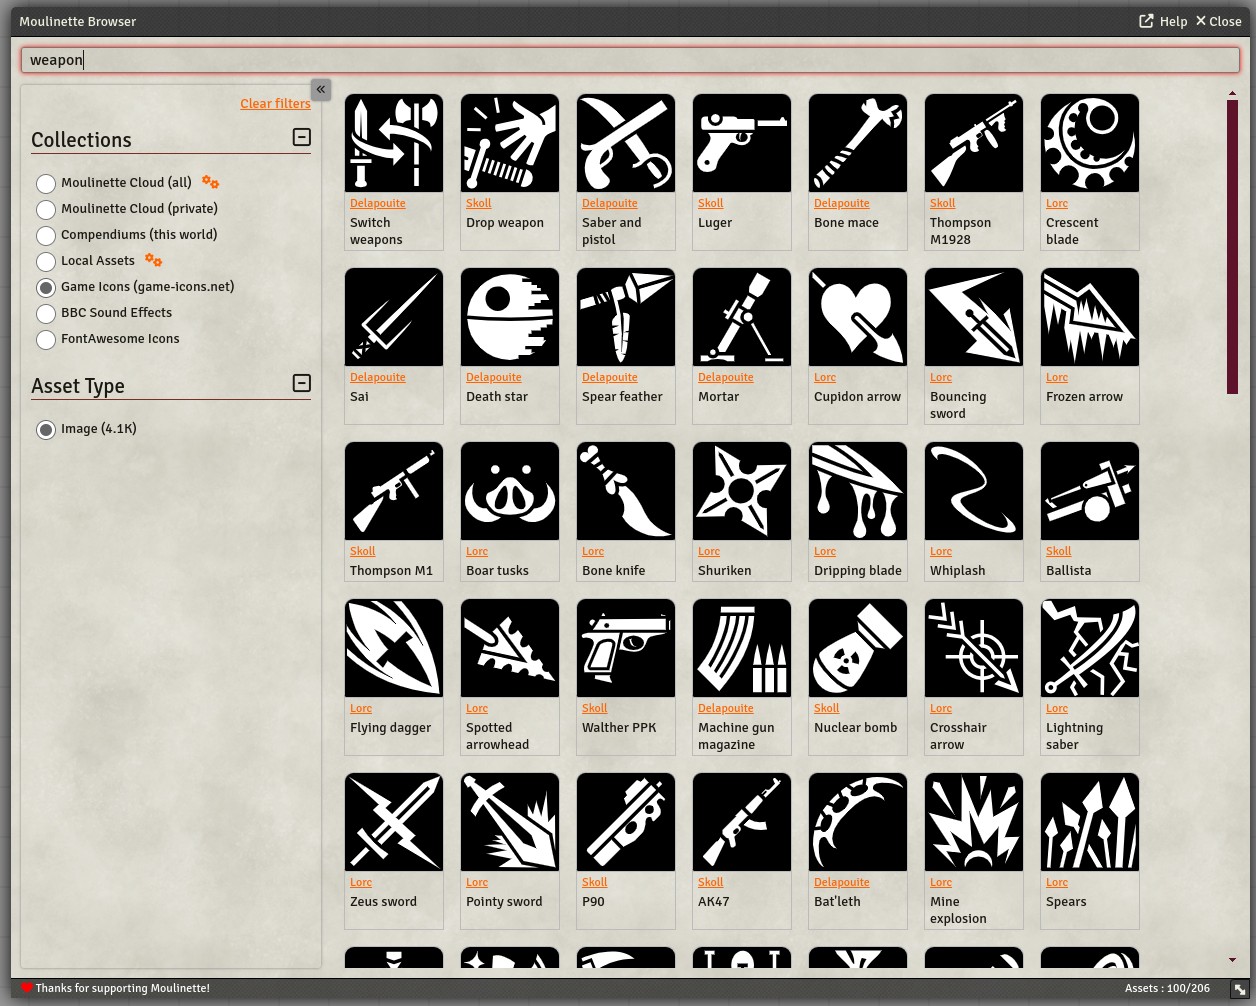 Moulinette Browser
Help
Close
weapon
«
Clear filters
Collections
Moulinette Cloud (all)
Moulinette Cloud (private)
Compendiums (this world)
Local Assets
Game Icons (game-icons.net)
BBC Sound Effects
FontAwesome Icons
Asset Type
Image (4.1K)
Delapouite
Switch
weapons
Skoll
Drop weapon
Delapouite
Saber and
pistol
Skoll
Luger
Delapouite
Bone mace
Skoll
Thompson
M1928
Lorc
Crescent
blade
Delapouite
Sai
Delapouite
Death star
Delapouite
Spear feather
Delapouite
Mortar
Lorc
Cupidon arrow
Lorc
Bouncing
sword
Lorc
Frozen arrow
Skoll
Thompson M1
Lorc
Boar tusks
Lorc
Bone knife
Lorc
Shuriken
Lorc
Dripping blade
Lorc
Whiplash
Skoll
Ballista
Lorc
Flying dagger
Lorc
Spotted
arrowhead
Skoll
Walther PPK
Delapouite
Machine gun
magazine
Skoll
Nuclear bomb
Lorc
Crosshair
arrow
Lorc
Lightning
saber
Lorc
Zeus sword
Lorc
Pointy sword
Skoll
P90
Skoll
AK47
Delapouite
Bat'leth
Lorc
Mine
explosion
Lorc
Spears
Thanks for supporting Moulinette!
Assets : 100/206